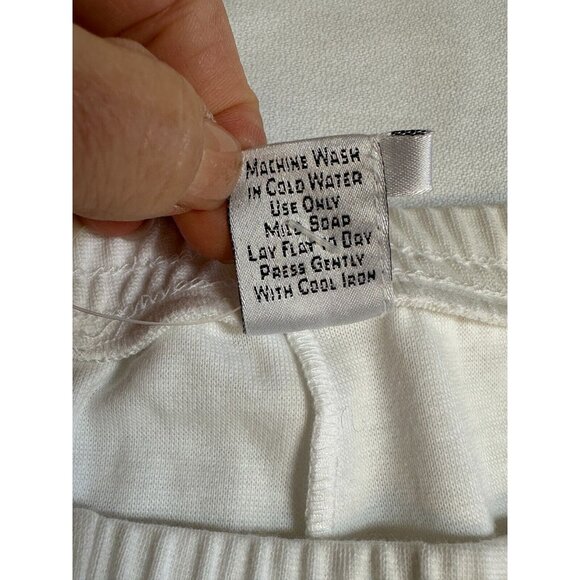 MACHINE WASH
IN COLD WATER
USE ONLY
MILD SOAP
LAY FLAT TO DRY
PRESS GENTLY
WITH COOL IRON